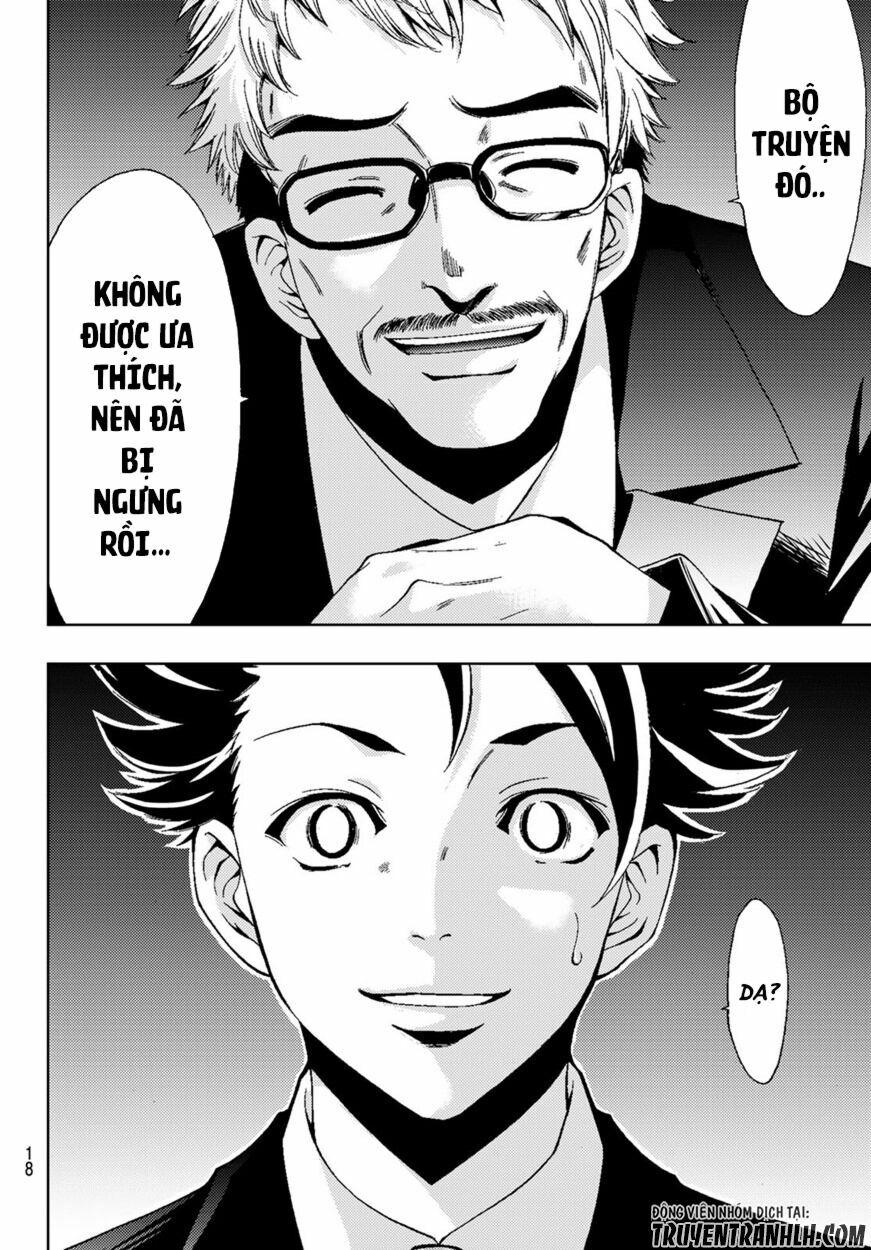 BỘ
TRUYỆN
ĐÓ..
KHÔNG
ĐƯỢC ƯA
THÍCH,
NÊN ĐÃ
BỊ
NGƯNG
RỒI...
DẠ?
18
ĐỘNG VIÊN NHÓM DỊCH TẠI:
TRUYENTRANHLH.COM